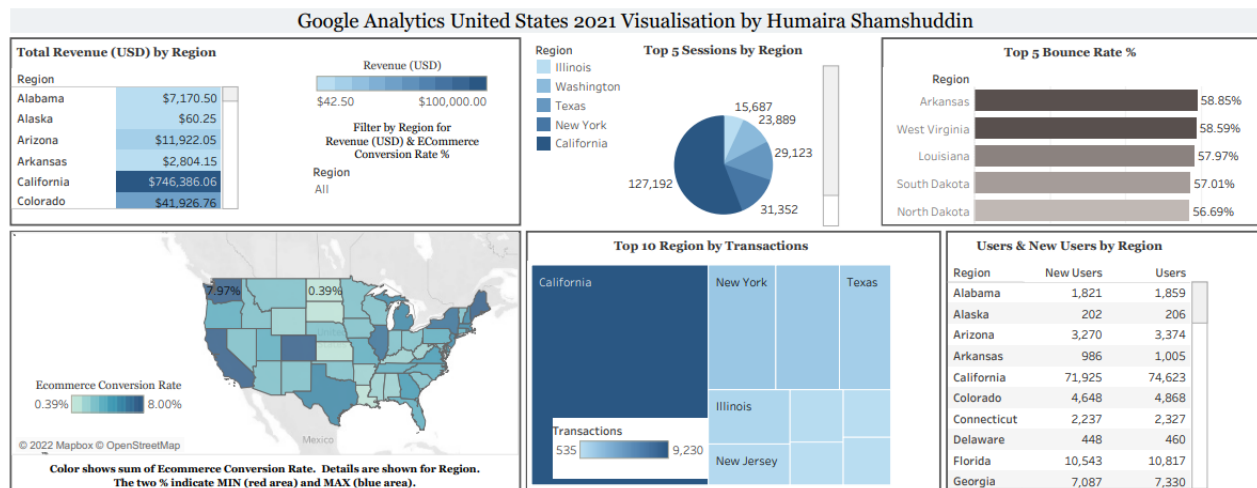 Google Analytics United States 2021 Visualisation by Humaira Shamshuddin
Total Revenue (USD) by Region
Region
Alabama $7,170.50
Alaska $60.25
Arizona $11,922.05
Arkansas $2,804.15
California $746,386.06
Colorado $41,926.76
Revenue (USD)
$42.50 $100,000.00
Filter by Region for
Revenue (USD) & ECommerce
Conversion Rate %
Region
All
Top 5 Sessions by Region
Region
Illinois
Washington
Texas
New York
California
15,687
23,889
29,123
31,352
127,192
Top 5 Bounce Rate %
Region
Arkansas 58.85%
West Virginia 58.59%
Louisiana 57.97%
South Dakota 57.01%
North Dakota 56.69%
7.97% 0.39%
United
Ecommerce Conversion Rate
0.39% 8.00%
Mexico
© 2022 Mapbox © OpenStreetMap
Color shows sum of Ecommerce Conversion Rate. Details are shown for Region.
The two % indicate MIN (red area) and MAX (blue area).
Top 10 Region by Transactions
California
New York
Texas
Illinois
New Jersey
Transactions
535 9,230
Users & New Users by Region
Region New Users Users
Alabama 1,821 1,859
Alaska 202 206
Arizona 3,270 3,374
Arkansas 986 1,005
California 71,925 74,623
Colorado 4,648 4,868
Connecticut 2,237 2,327
Delaware 448 460
Florida 10,543 10,817
Georgia 7,087 7,330